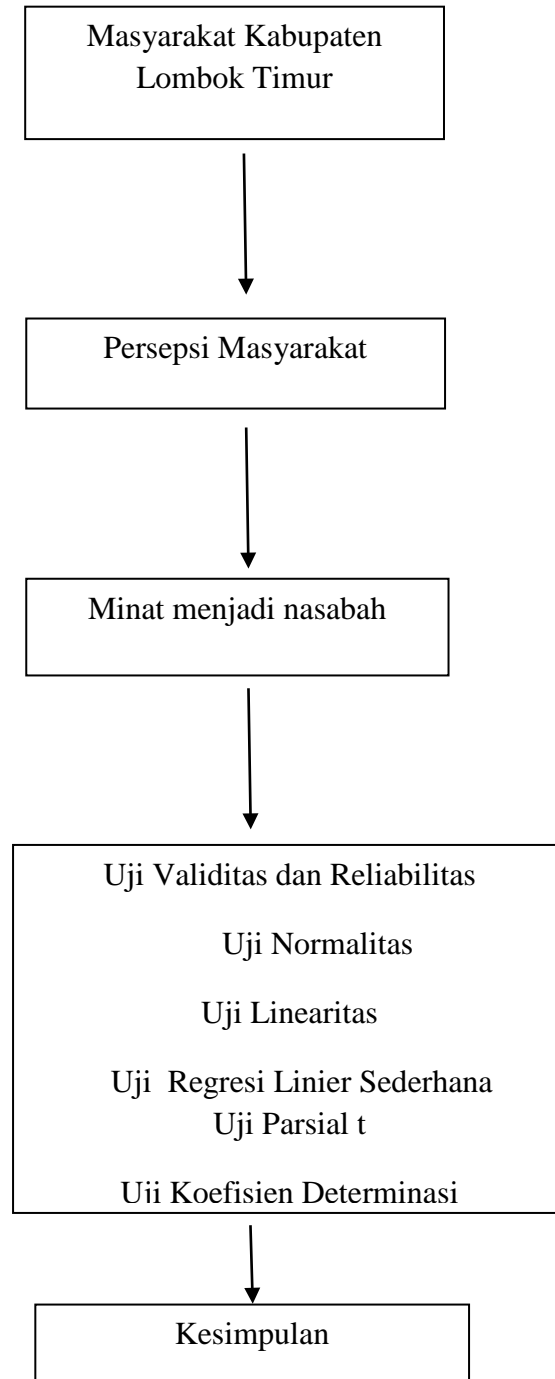 Masyarakat Kabupaten
Lombok Timur
Persepsi Masyarakat
Minat menjadi nasabah
Uji Validitas dan Reliabilitas
Uji Normalitas
Uji Linearitas
Uji  Regresi Linier Sederhana
Uji Parsial t
Uji Koefisien Determinasi
Kesimpulan